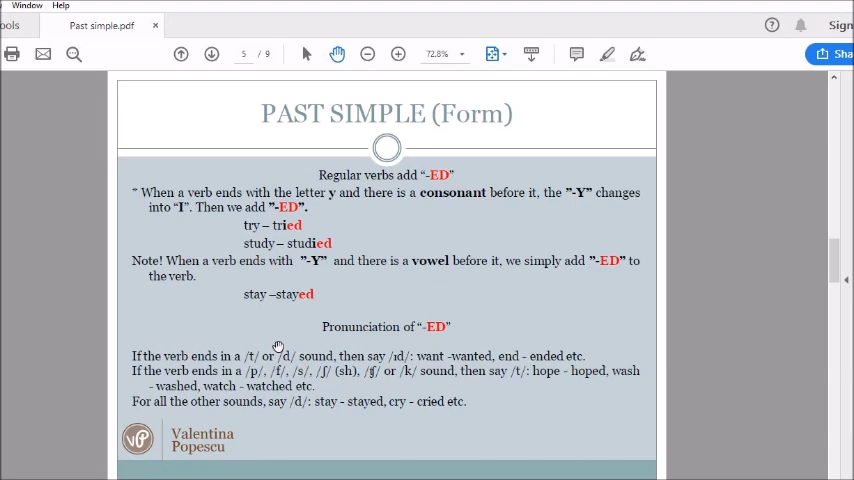 Window Help
ools
Past simple.pdf ×
Sign
5 / 9
72.8%
Sha
PAST SIMPLE (Form)
Regular verbs add “-ED”
* When a verb ends with the letter y and there is a consonant before it, the ”-Y” changes
into “I”. Then we add ”-ED”.
try – tried
study – studied
Note! When a verb ends with ”-Y” and there is a vowel before it, we simply add ”-ED” to
the verb.
stay –stayed
Pronunciation of “-ED”
If the verb ends in a /t/ or /d/ sound, then say /ɪd/: want -wanted, end - ended etc.
If the verb ends in a /p/, /f/, /s/, /ʃ/ (sh), /ʧ/ or /k/ sound, then say /t/: hope - hoped, wash
- washed, watch - watched etc.
For all the other sounds, say /d/: stay - stayed, cry - cried etc.
VP
Valentina
Popescu